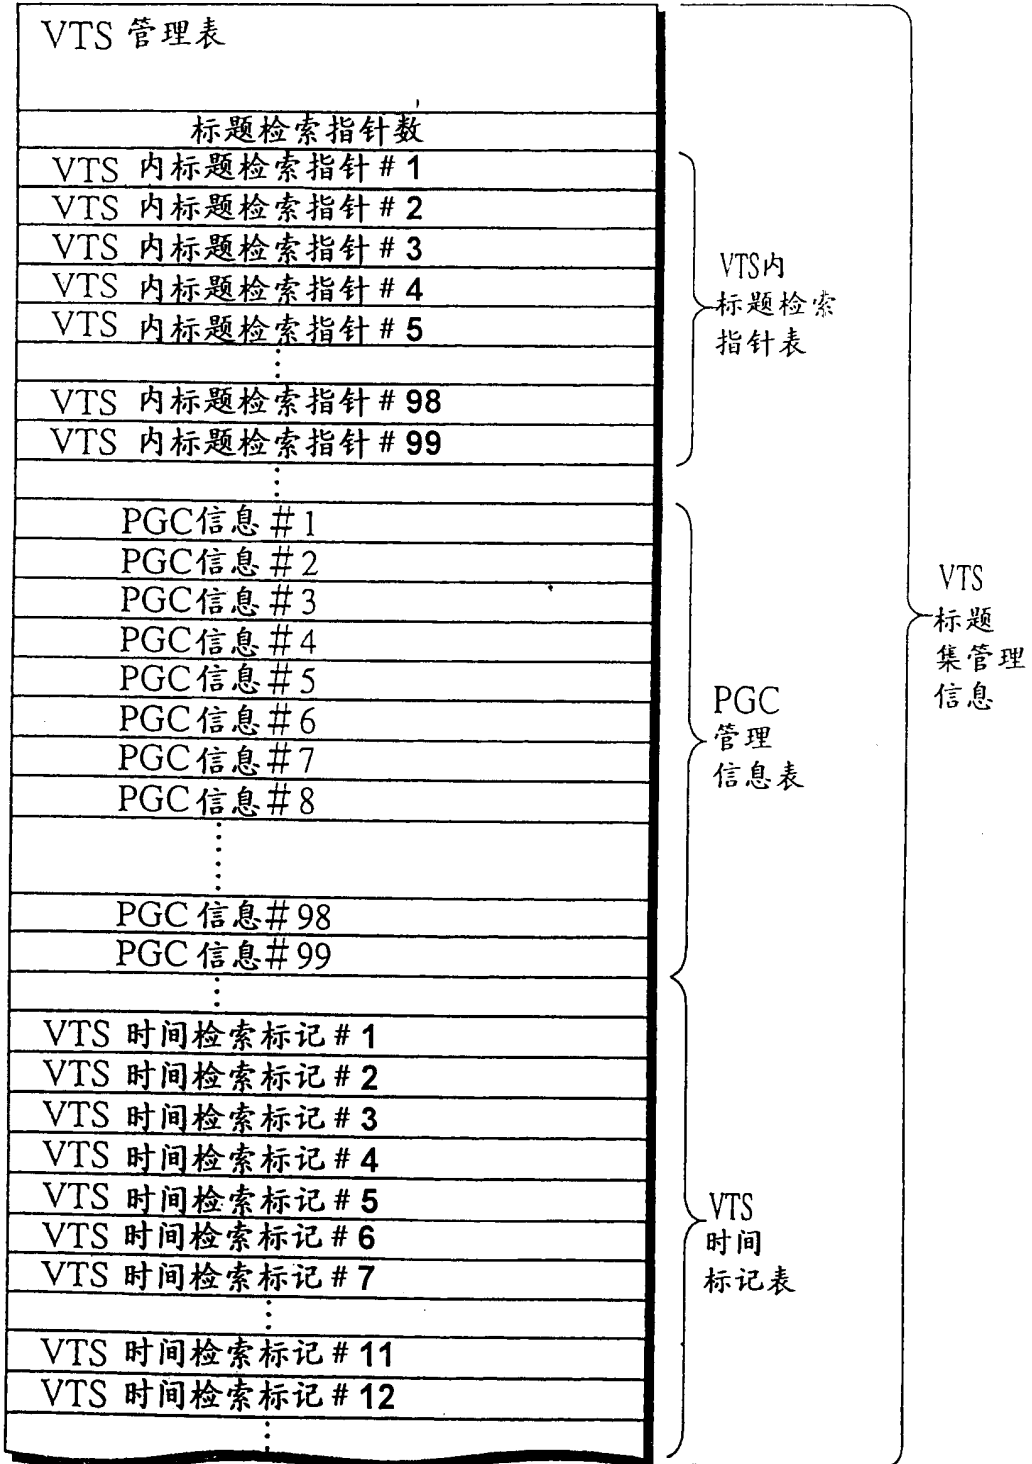 VTS 管理表
标题检索指针数
VTS 内标题检索指针 # 1
VTS 内标题检索指针 # 2
VTS 内标题检索指针 # 3
VTS 内标题检索指针 # 4
VTS 内标题检索指针 # 5
VTS 内标题检索指针 # 98
VTS 内标题检索指针 # 99
PGC信息 # 1
PGC信息 # 2
PGC信息 # 3
PGC信息 # 4
PGC信息 # 5
PGC信息 # 6
PGC信息 # 7
PGC信息 # 8
PGC 信息 # 98
PGC 信息 # 99
VTS 时间检索标记 # 1
VTS 时间检索标记 # 2
VTS 时间检索标记 # 3
VTS 时间检索标记 # 4
VTS 时间检索标记 # 5
VTS 时间检索标记 # 6
VTS 时间检索标记 # 7
VTS 时间检索标记 # 11
VTS 时间检索标记 # 12
VTS内
标题检索
指针表
PGC
管理
信息表
VTS
时间
标记表
VTS
标题
集管理
信息